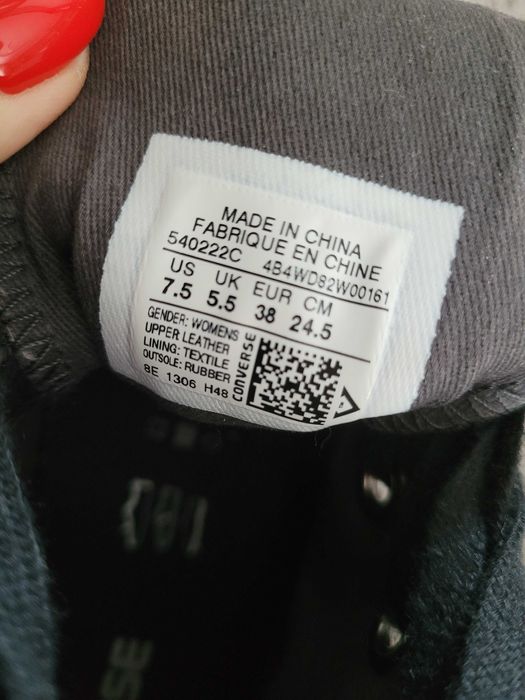 MADE IN CHINA
FABRIQUE EN CHINE
540222C 4B4WD82W00161
US UK EUR CM
7.5 5.5 38 24.5
GENDER: WOMENS
UPPER LEATHER
LINING: TEXTILE
OUTSOLE: RUBBER
8E 1306 H48
CONVERSE
SE